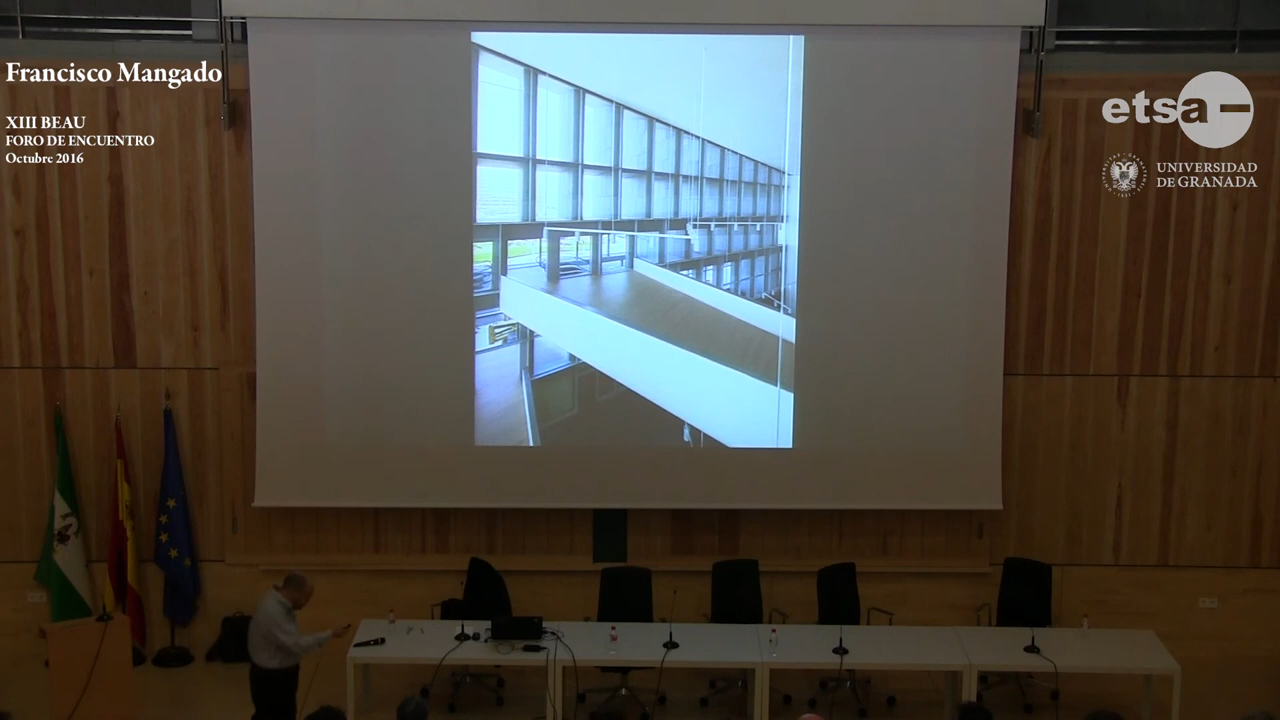 Francisco Mangado
XIII BEAU
FORO DE ENCUENTRO
Octubre 2016
etsa
UNIVERSIDAD
DE GRANADA